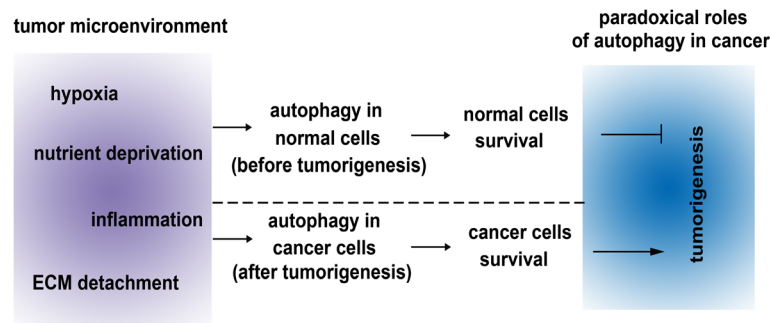 tumor microenvironment
hypoxia
nutrient deprivation
inflammation
ECM detachment
autophagy in
normal cells
(before tumorigenesis)
normal cells
survival
autophagy in
cancer cells
(after tumorigenesis)
cancer cells
survival
paradoxical roles
of autophagy in cancer
tumorigenesis